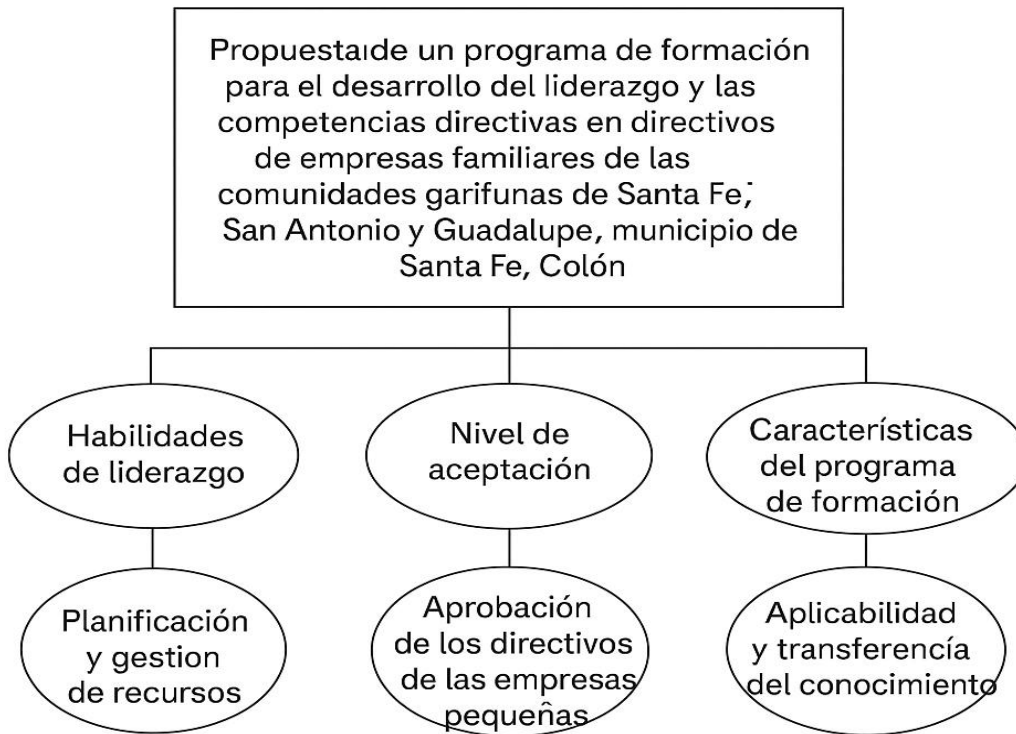 Propuestaıde un programa de formación
para el desarrollo del liderazgo y las
competencias directivas en directivos
de empresas familiares de las
comunidades garifunas de Santa Fe,
San Antonio y Guadalupe, municipio de
Santa Fe, Colón
Habilidades
de liderazgo
Nivel de
aceptación
Características
del programa
de formación
Planificación
y gestion
de recursos
Aprobación
de los directivos
de las empresas
pequeñas
Aplicabilidad
y transferencía
del conocimiento